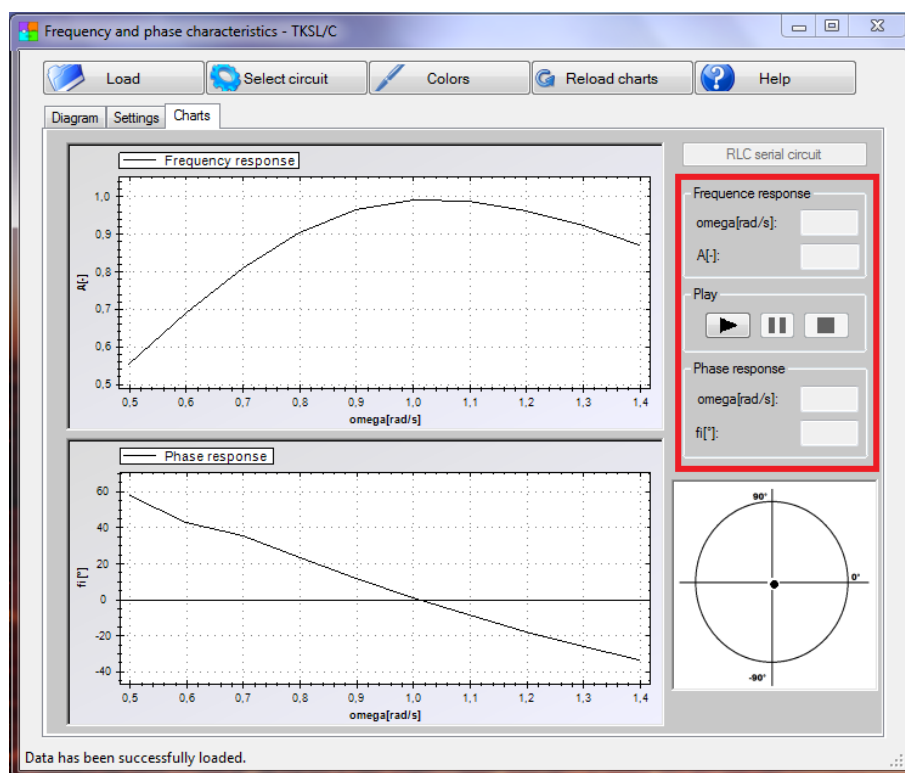 Frequency and phase characteristics - TKSL/C
Load Select circuit Colors Reload charts Help
Diagram Settings Charts
Frequency response
1,0
0,9
0,8
0,7
0,6
0,5
A[-]
0,5 0,6 0,7 0,8 0,9 1,0 1,1 1,2 1,3 1,4
omega[rad/s]
Phase response
60
40
20
0
-20
-40
fi [°]
0,5 0,6 0,7 0,8 0,9 1,0 1,1 1,2 1,3 1,4
omega[rad/s]
RLC serial circuit
Frequence response
omega[rad/s]:
A[-]:
Play
Phase response
omega[rad/s]:
fi[°]:
90°
0°
-90°
Data has been successfully loaded.